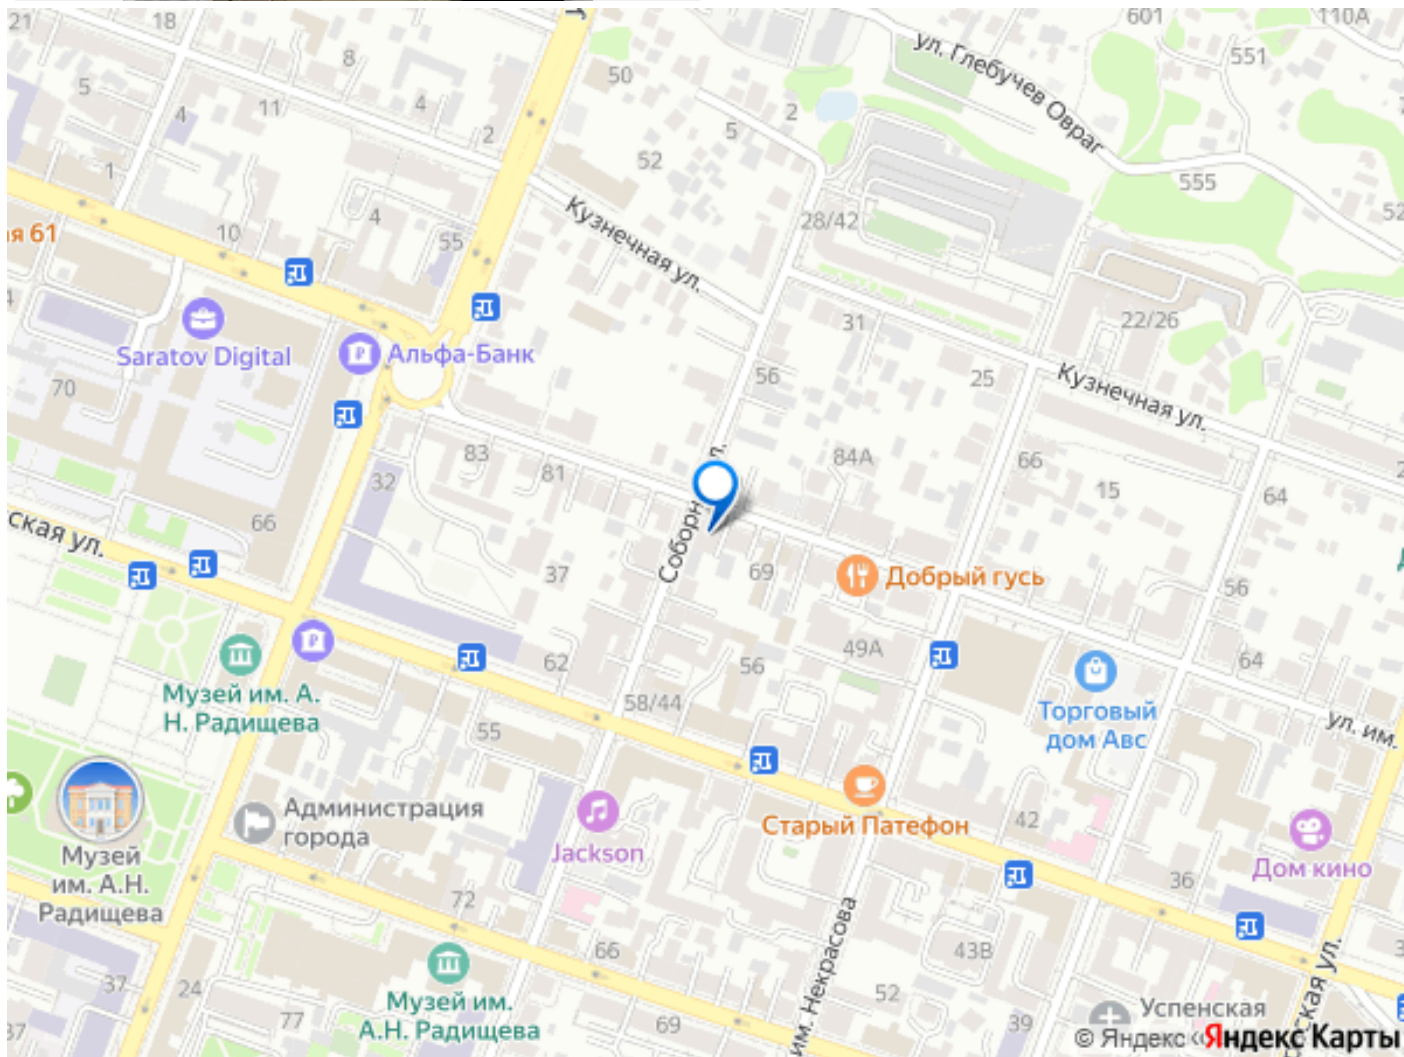 21
18
8
50
601
110А
551
ул. Глебучев Овраг
5
11
4
4
2
5
2
52
1
4
555
52
10
55
28/42
ая 61
Кузнечная ул.
Saratov Digital
Альфа-Банк
31
22/26
70
56
25
Кузнечная ул.
83
81
32
84А
66
15
64
66
ская ул.
Соборн
л.
37
69
Добрый гусь
56
62
56
49А
64
Музей им. А.
Н. Радищева
58/44
55
Торговый
дом Авс
ул. им.
Администрация
города
Музей
им. А.Н.
Радищева
Jackson
Старый Патефон
42
Дом кино
72
36
66
им. Некрасова
43В
37
24
Музей им.
А.Н. Радищева
77
69
52
39
Успенская
ская ул.
37
© Яндекс «Яндекс Карты